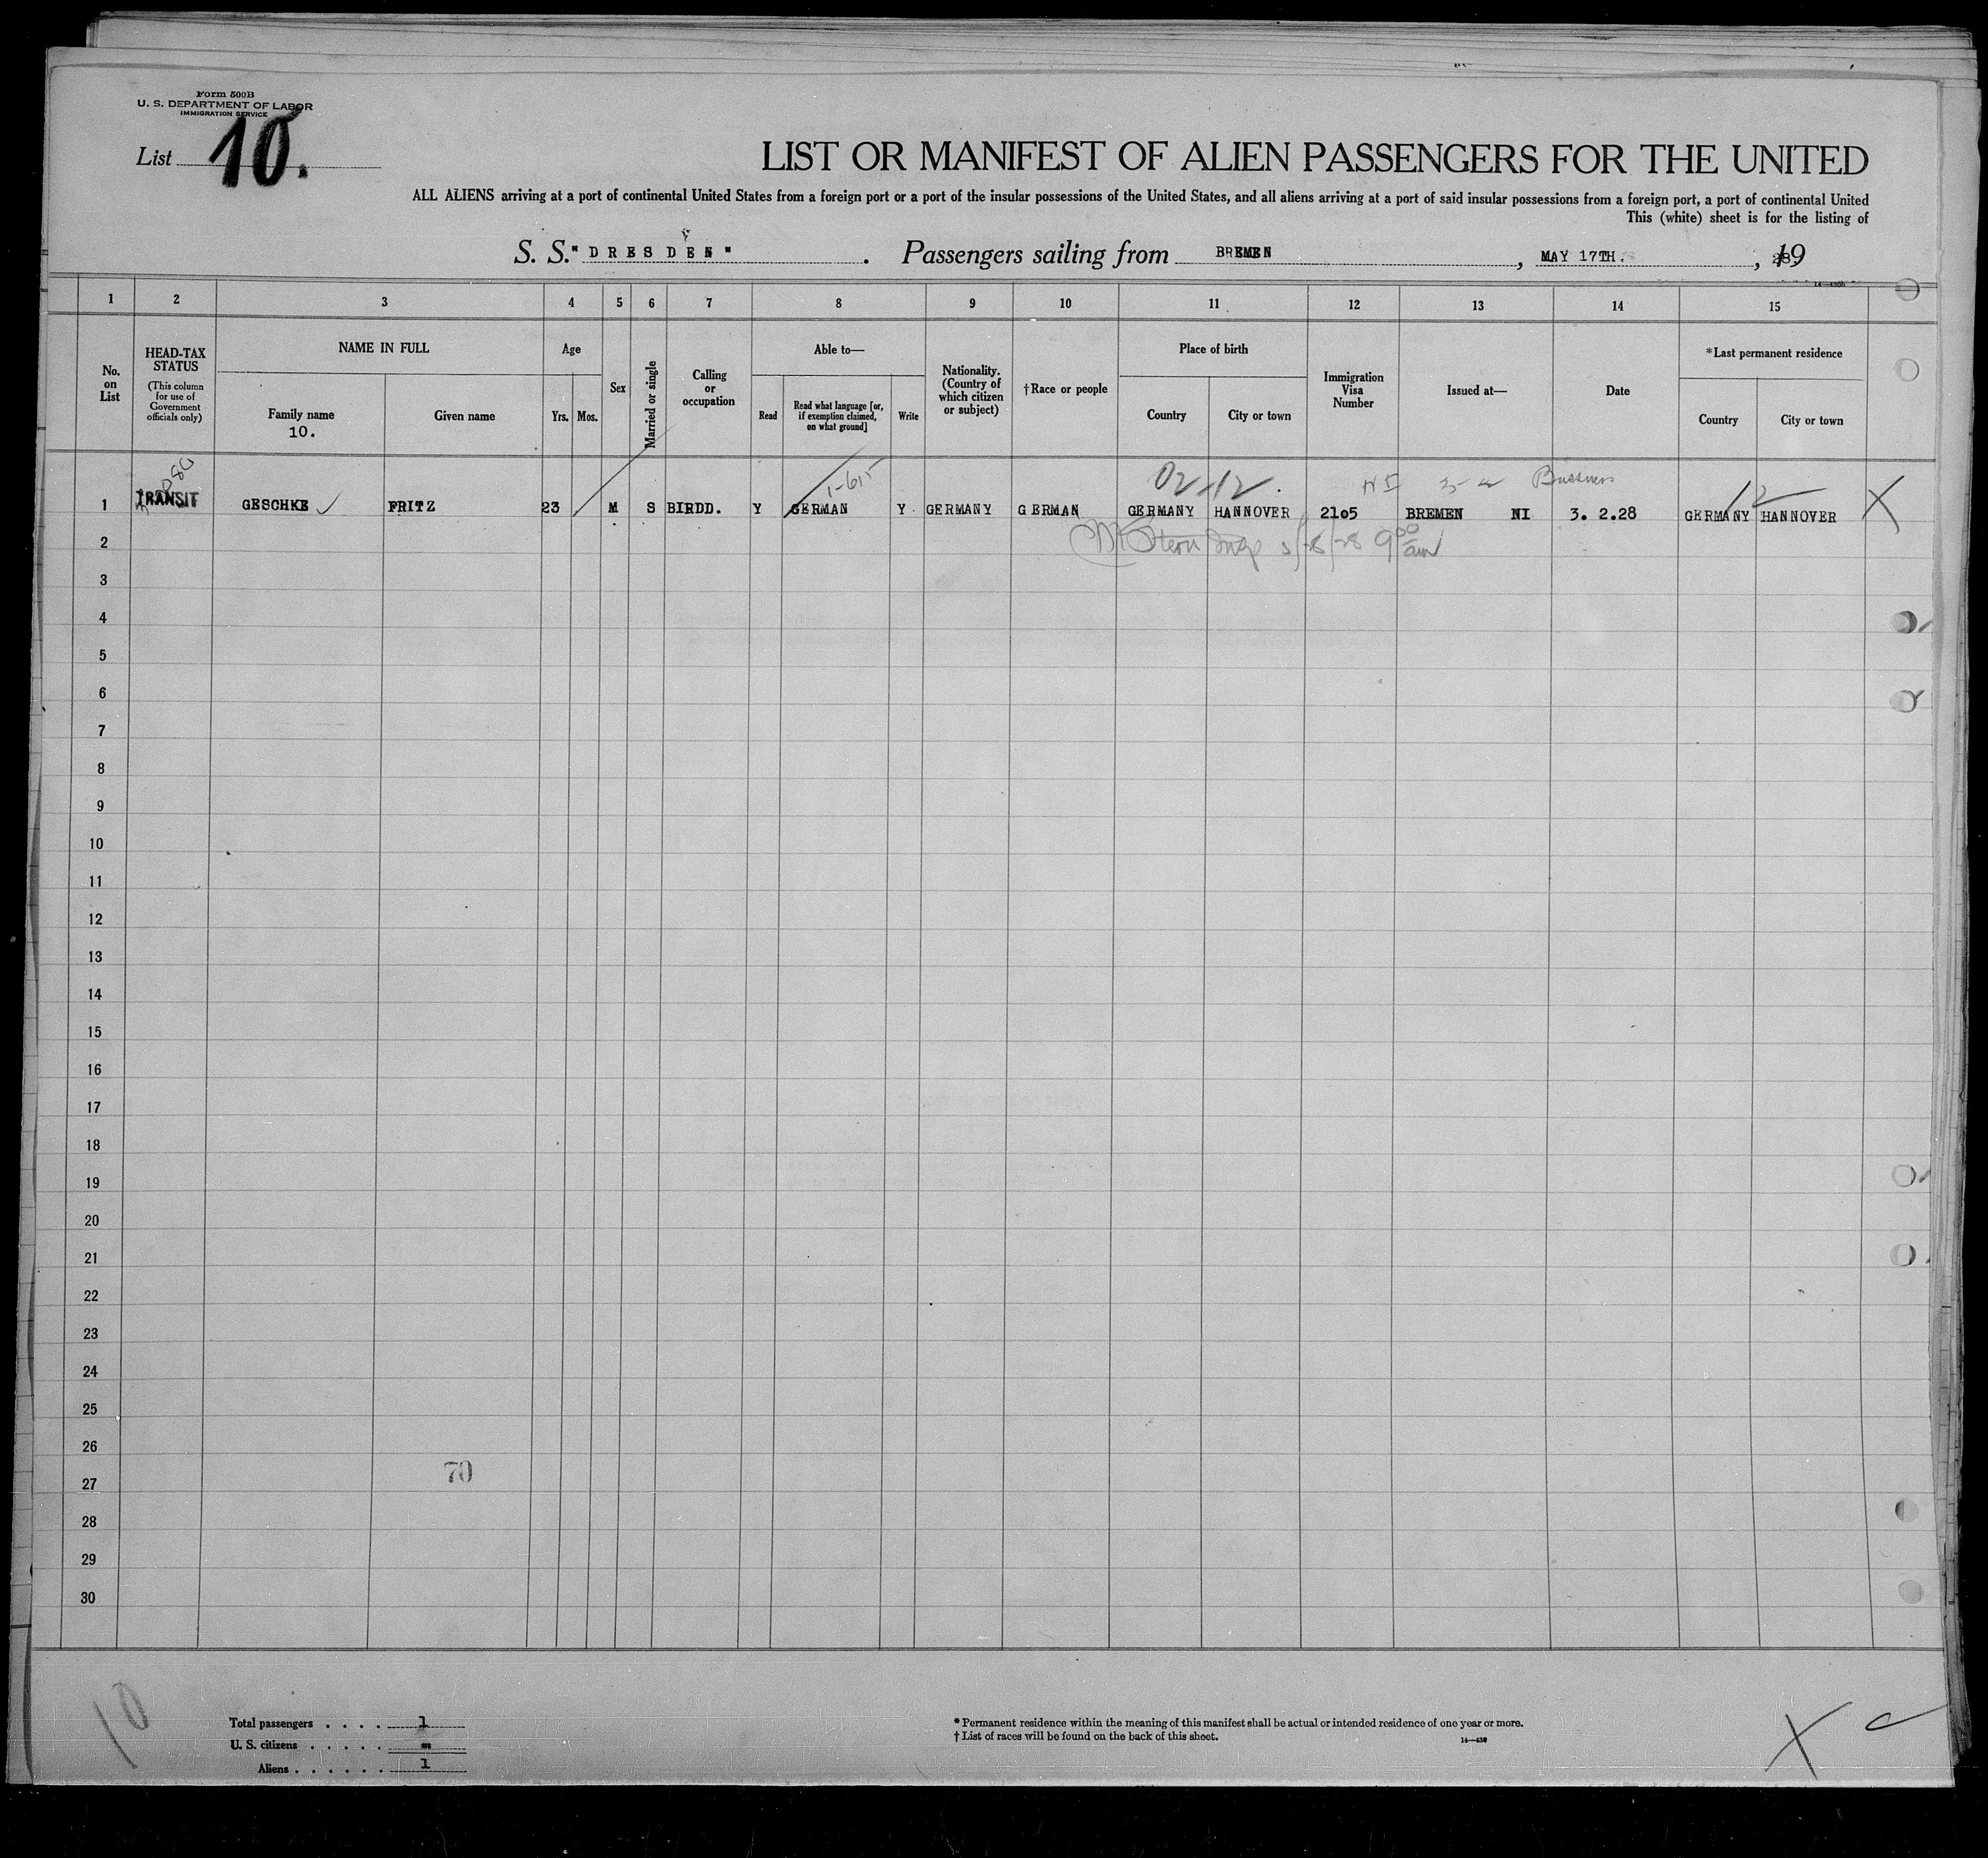 Form 500B
U. S. DEPARTMENT OF LABOR
IMMIGRATION SERVICE
List 10.
LIST OR MANIFEST OF ALIEN PASSENGERS FOR THE UNITED
ALL ALIENS arriving at a port of continental United States from a foreign port or a port of the insular possessions of the United States, and all aliens arriving at a port of said insular possessions from a foreign port, a port of continental United
This (white) sheet is for the listing of
S. S. "DRESDEN". Passengers sailing from BREMEN, MAY 17TH., 1928.
1 2 3 4 5 6 7 8 9 10 11 12 13 14 15
No. on List
HEAD-TAX STATUS
(This column for use of Government officials only)
NAME IN FULL
Family name
10.
Given name
Age
Yrs. Mos.
Sex
Married or single
Calling or occupation
Able to—
Read
Read what language [or, if exemption claimed, on what ground]
Write
Nationality. (Country of which citizen or subject)
†Race or people
Place of birth
Country
City or town
Immigration Visa Number
Issued at—
Date
*Last permanent residence
Country
City or town
1-615 02-12. 12
1 TRANSIT GESCHKE FRITZ 23 M S BIRDD. Y GERMAN Y GERMANY GERMAN GERMANY HANNOVER 2105 BREMEN NI 3. 2.28 GERMANY HANNOVER X
2
3
4
5
6
7
8
9
10
11
12
13
14
15
16
17
18
19
20
21
22
23
24
25
26
70
27
28
29
30
10
Total passengers . . . . 1
U. S. citizens . . . . . -
Aliens . . . . . . 1
* Permanent residence within the meaning of this manifest shall be actual or intended residence of one year or more.
† List of races will be found on the back of this sheet.
X